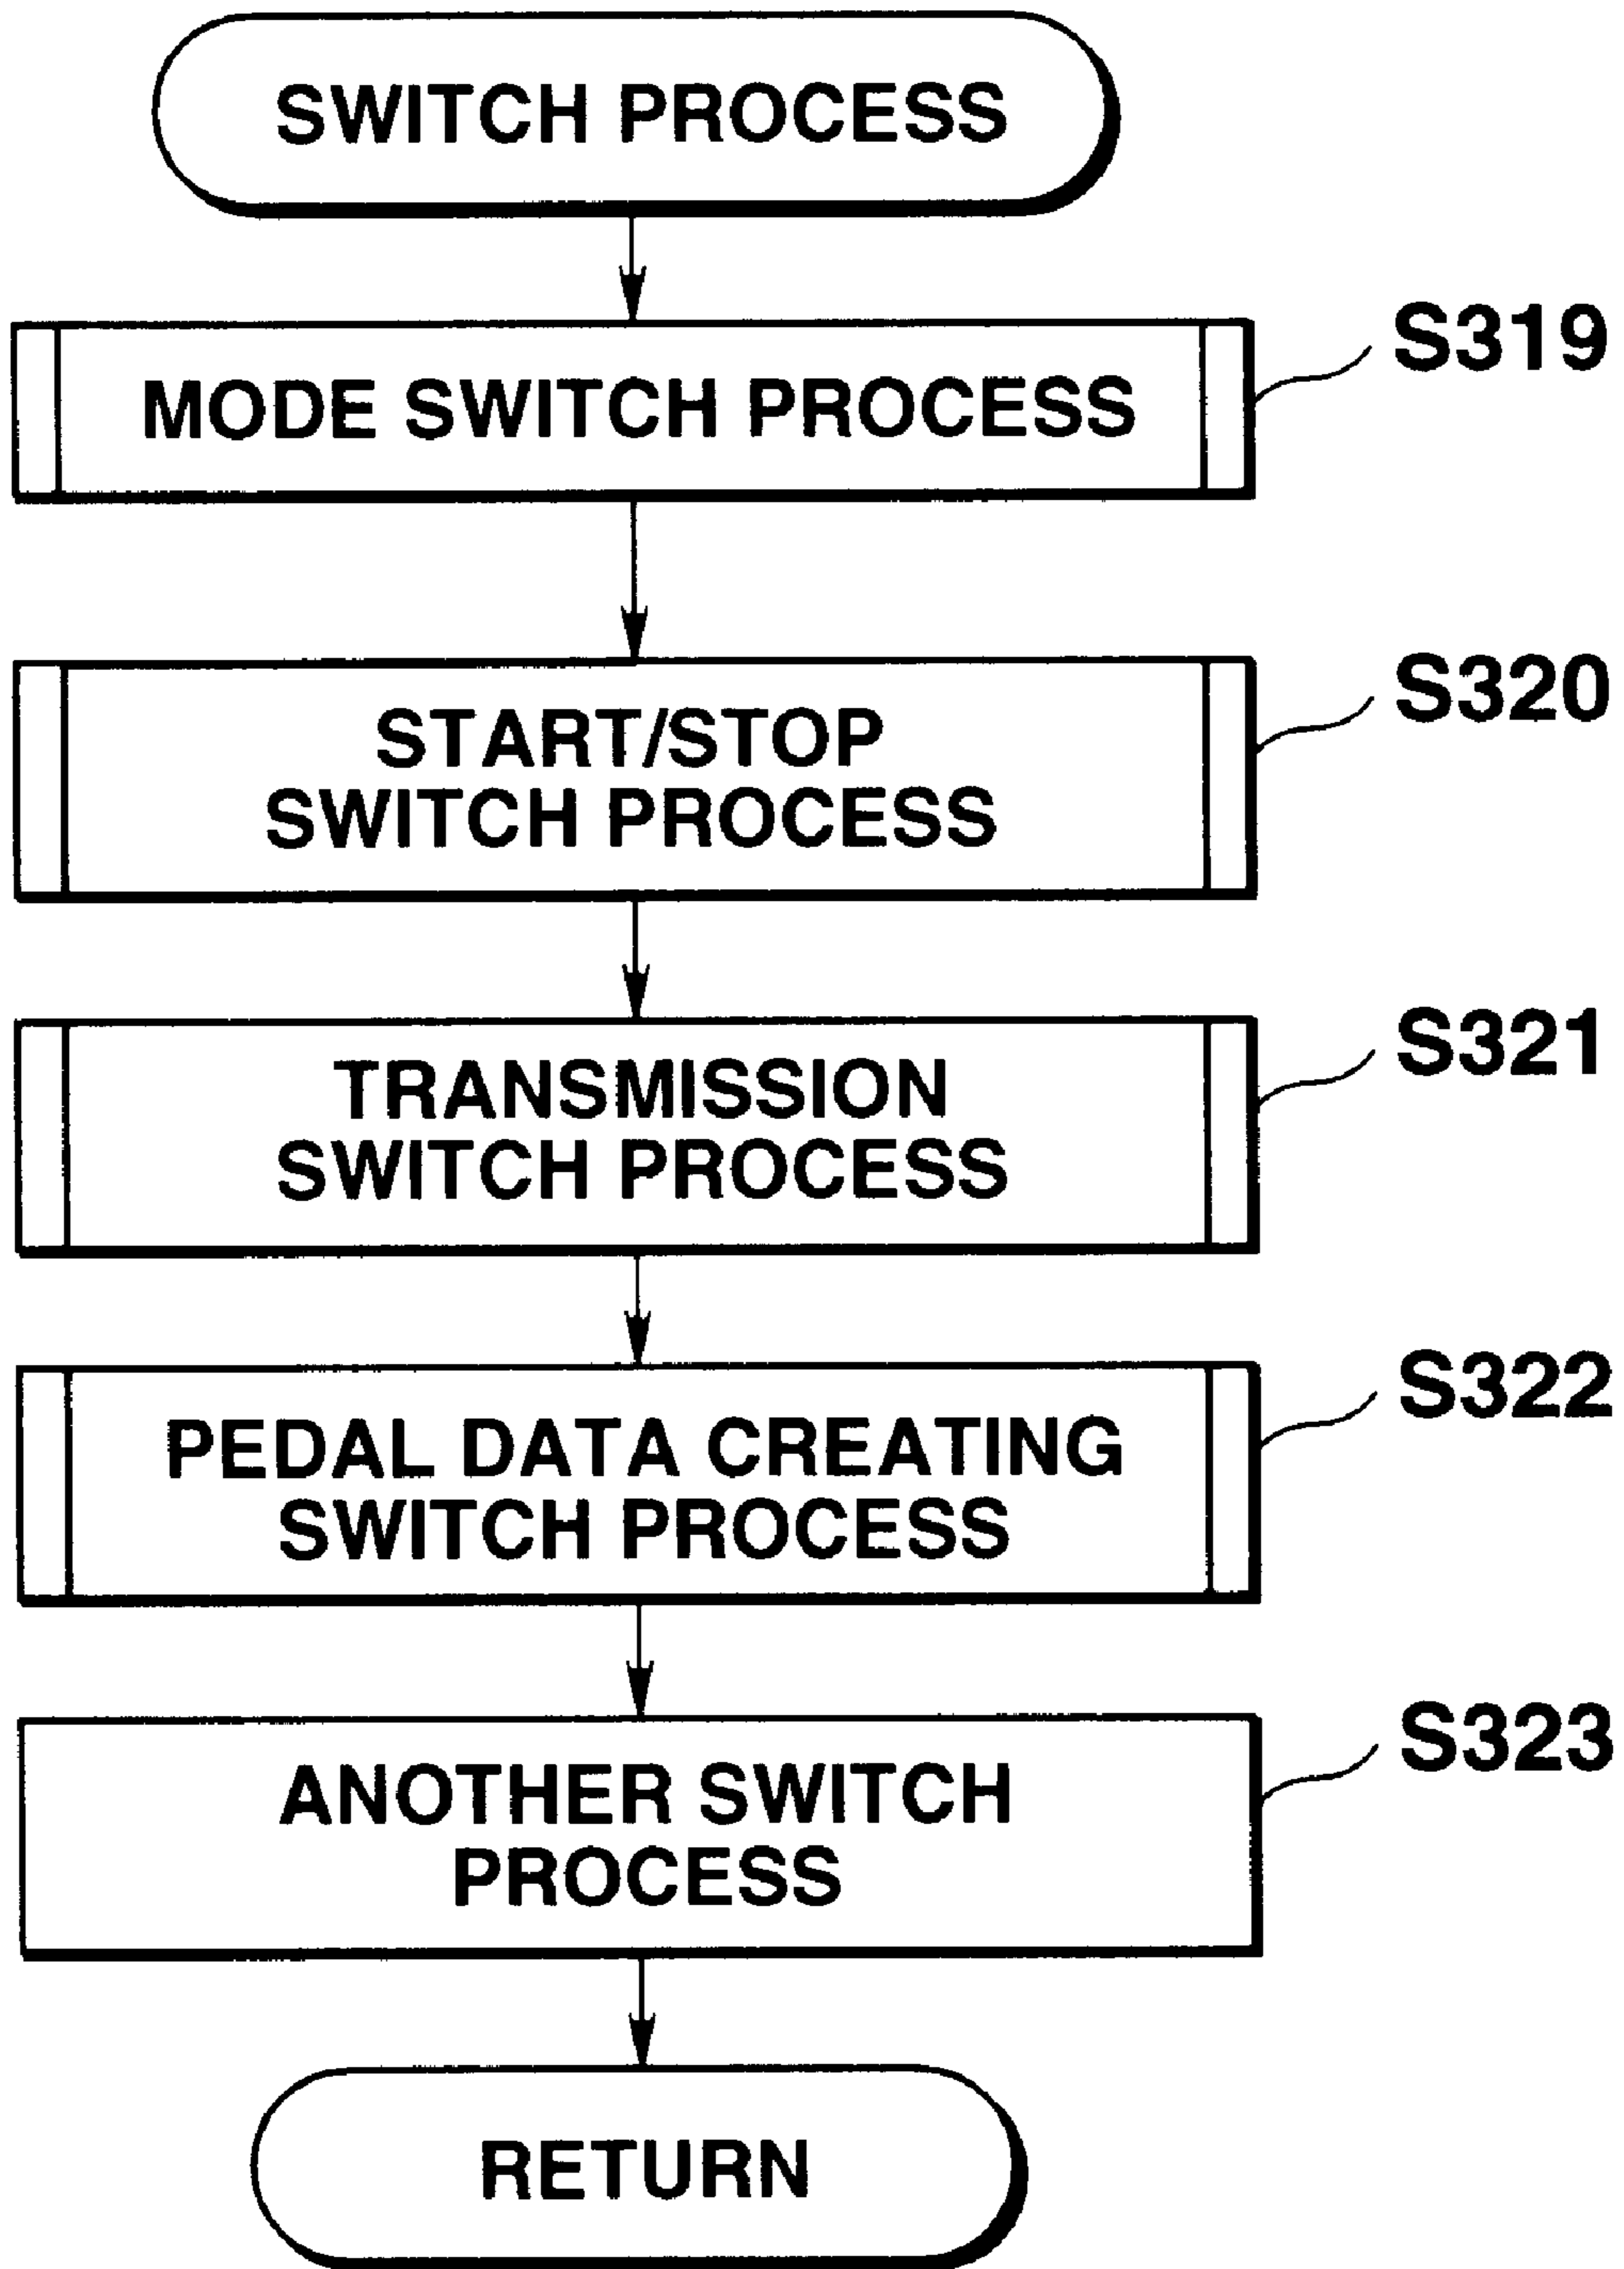 SWITCH PROCESS
MODE SWITCH PROCESS
S319
START/STOP
SWITCH PROCESS
S320
TRANSMISSION
SWITCH PROCESS
S321
PEDAL DATA CREATING
SWITCH PROCESS
S322
ANOTHER SWITCH
PROCESS
S323
RETURN